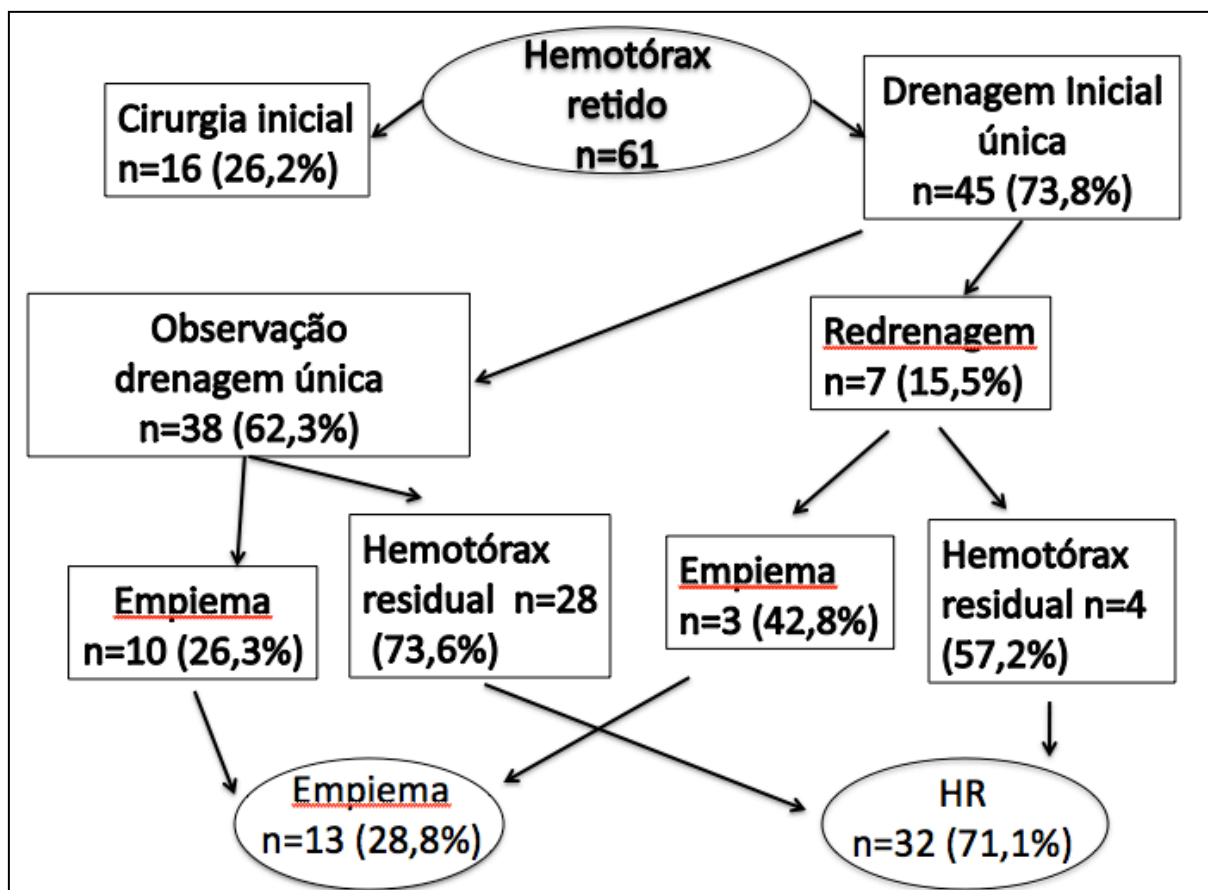 Hemotórax
retido
n=61
Cirurgia inicial
n=16 (26,2%)
Drenagem Inicial
única
n=45 (73,8%)
Observação
drenagem única
n=38 (62,3%)
Redrenagem
n=7 (15,5%)
Empiema
n=10 (26,3%)
Hemotórax
residual n=28
(73,6%)
Empiema
n=3 (42,8%)
Hemotórax
residual n=4
(57,2%)
Empiema
n=13 (28,8%)
HR
n=32 (71,1%)